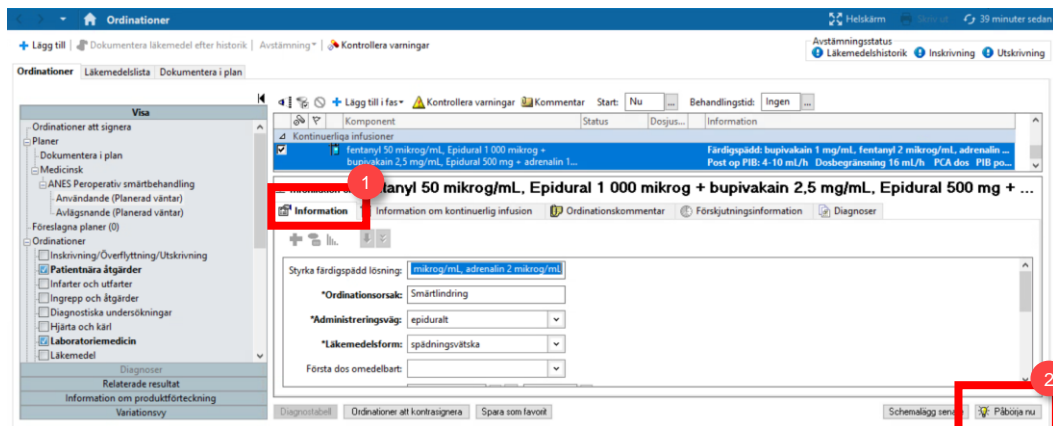 Ordinationer
Helskärm Skriv ut 39 minuter sedan
Lägg till Dokumentera läkemedel efter historik Avstämning Kontrollera varningar
Avstämningsstatus
Läkemedelshistorik Inskrivning Utskrivning
Ordinationer Läkemedelslista Dokumentera i plan
Visa
Ordinationer att signera
Planer
Dokumentera i plan
Medicinsk
ANES Peroperativ smärtbehandling
Användande (Planerad väntar)
Avlägsnande (Planerad väntar)
Föreslagna planer (0)
Ordinationer
Inskrivning/Överflyttning/Utskrivning
Patientnära åtgärder
Infarter och utfarter
Ingrepp och åtgärder
Diagnostiska undersökningar
Hjärta och kärl
Laboratoriemedicin
Läkemedel
Diagnoser
Relaterade resultat
Information om produktförteckning
Variationsvy
Lägg till i fas Kontrollera varningar Kommentar Start: Nu ... Behandlingstid: Ingen ...
Komponent Status Dosjus... Information
Kontinuerliga infusioner
fentanyl 50 mikrog/mL, Epidural 1 000 mikrog +
bupivakain 2,5 mg/mL, Epidural 500 mg + adrenalin 1...
Färdigspädd: bupivakain 1 mg/mL, fentanyl 2 mikrog/mL, adrenalin ...
Post op PIB: 4-10 mL/h Dosbegränsning 16 mL/h PCA dos PIB po...
1
tanyl 50 mikrog/mL, Epidural 1 000 mikrog + bupivakain 2,5 mg/mL, Epidural 500 mg + ...
Information Information om kontinuerlig infusion Ordinationskommentar Förskjutningsinformation Diagnoser
Styrka färdigspädd lösning: mikrog/mL, adrenalin 2 mikrog/mL
*Ordinationsorsak: Smärtlindring
*Administreringsväg: epiduralt
*Läkemedelsform: spädningsvätska
Första dos omedelbart:
2
Diagnostabell Ordinationer att kontrasignera Spara som favorit
Schemalägg sena Påbörja nu